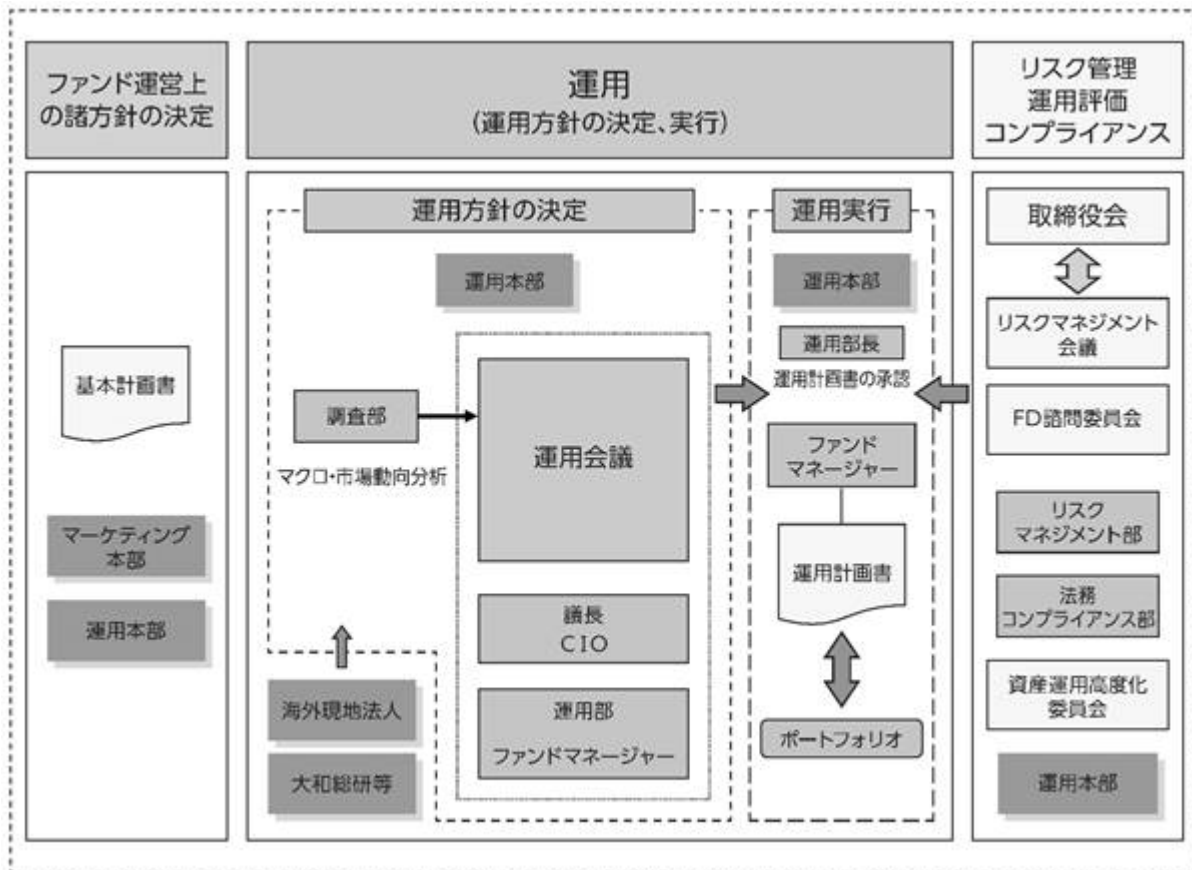 ファンド運営上
の諸方針の決定
運用
(運用方針の決定、実行)
リスク管理
運用評価
コンプライアンス
基本計画書
マーケティング
本部
運用本部
運用方針の決定
運用本部
調査部
マクロ・市場動向分析
運用会議
議長
CIO
運用部
ファンドマネージャー
海外現地法人
大和総研等
運用実行
運用本部
運用部長
運用計画書の承認
ファンド
マネージャー
運用計画書
ポートフォリオ
取締役会
リスクマネジメント
会議
FD諮問委員会
リスク
マネジメント部
法務
コンプライアンス部
資産運用高度化
委員会
運用本部